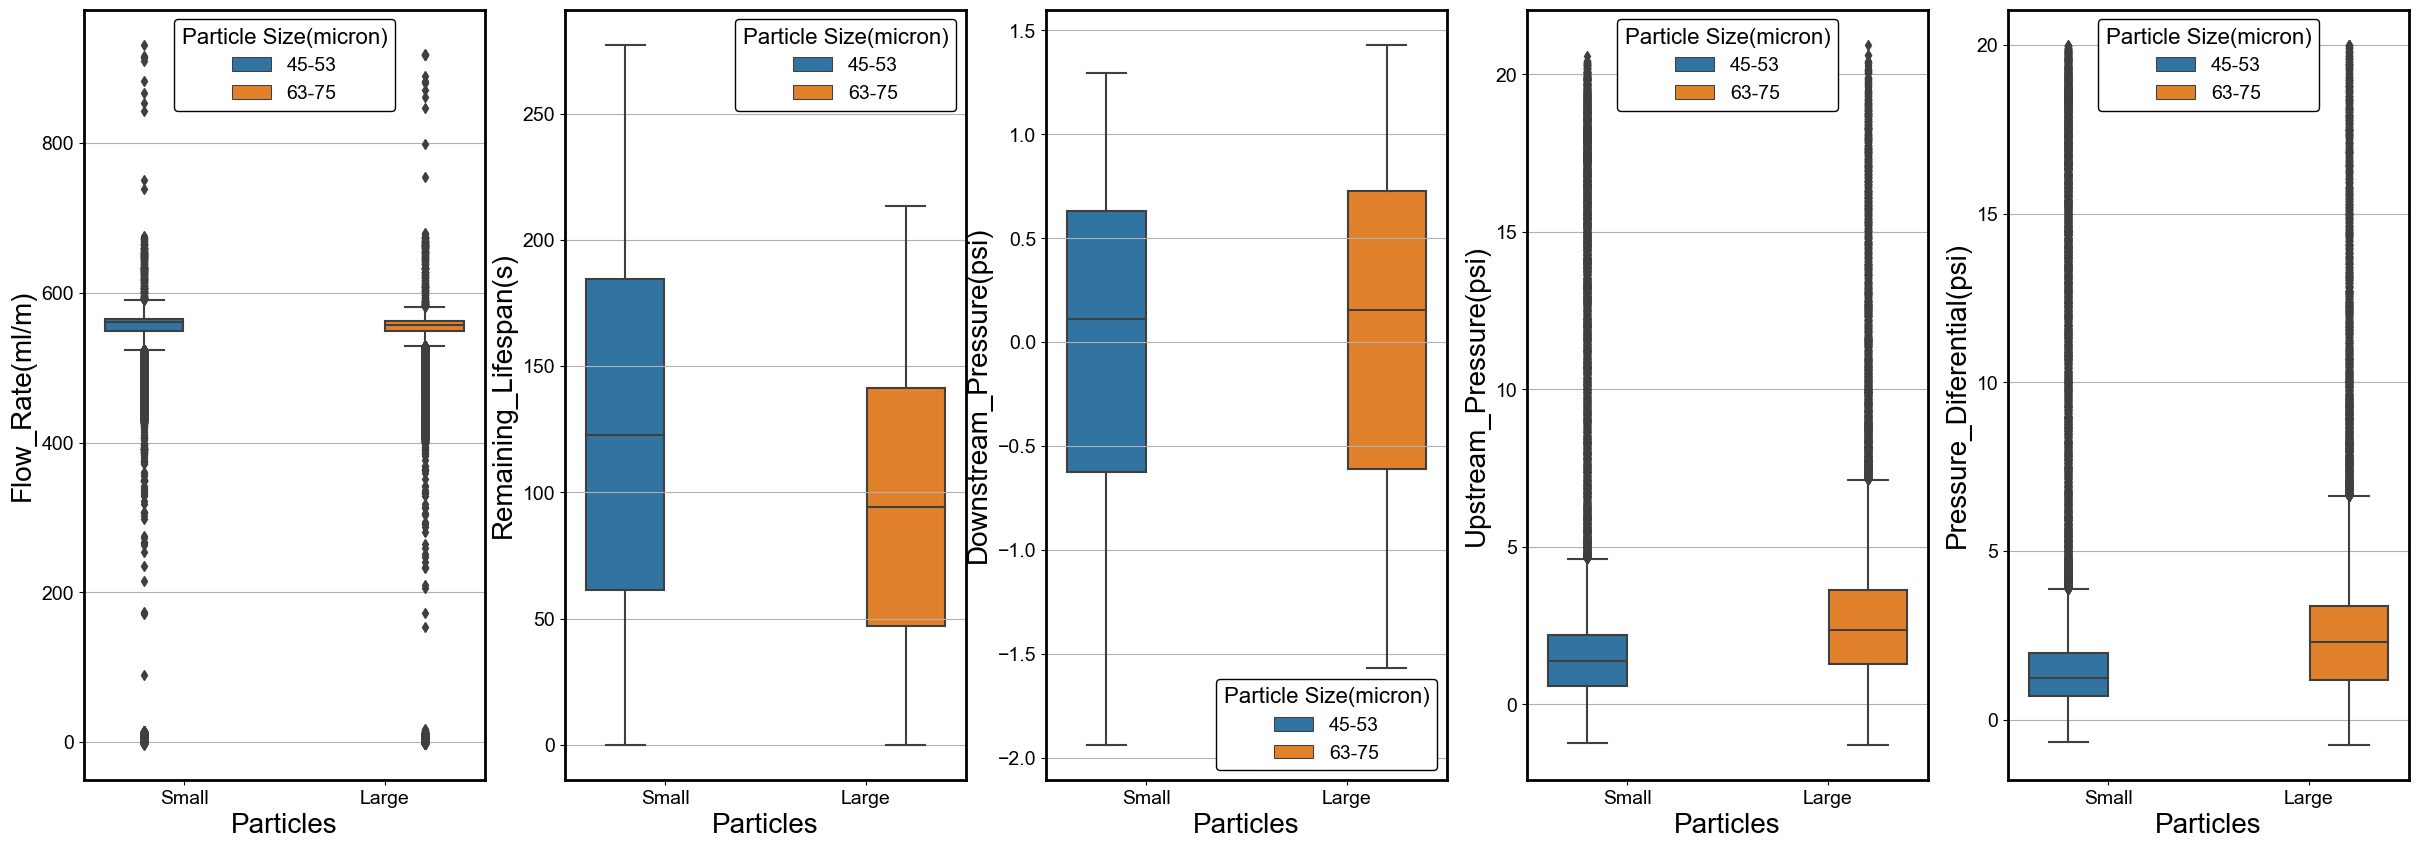 Flow_Rate(ml/m)
800
600
400
200
0
Particle Size(micron)
45-53
63-75
Small
Large
Particles
Remaining_Lifespan(s)
250
200
150
100
50
0
Particle Size(micron)
45-53
63-75
Small
Large
Particles
Downstream_Pressure(psi)
1.5
1.0
0.5
0.0
−0.5
−1.0
−1.5
−2.0
Particle Size(micron)
45-53
63-75
Small
Large
Particles
Upstream_Pressure(psi)
20
15
10
5
0
Particle Size(micron)
45-53
63-75
Small
Large
Particles
Pressure_Diferential(psi)
20
15
10
5
0
Particle Size(micron)
45-53
63-75
Small
Large
Particles